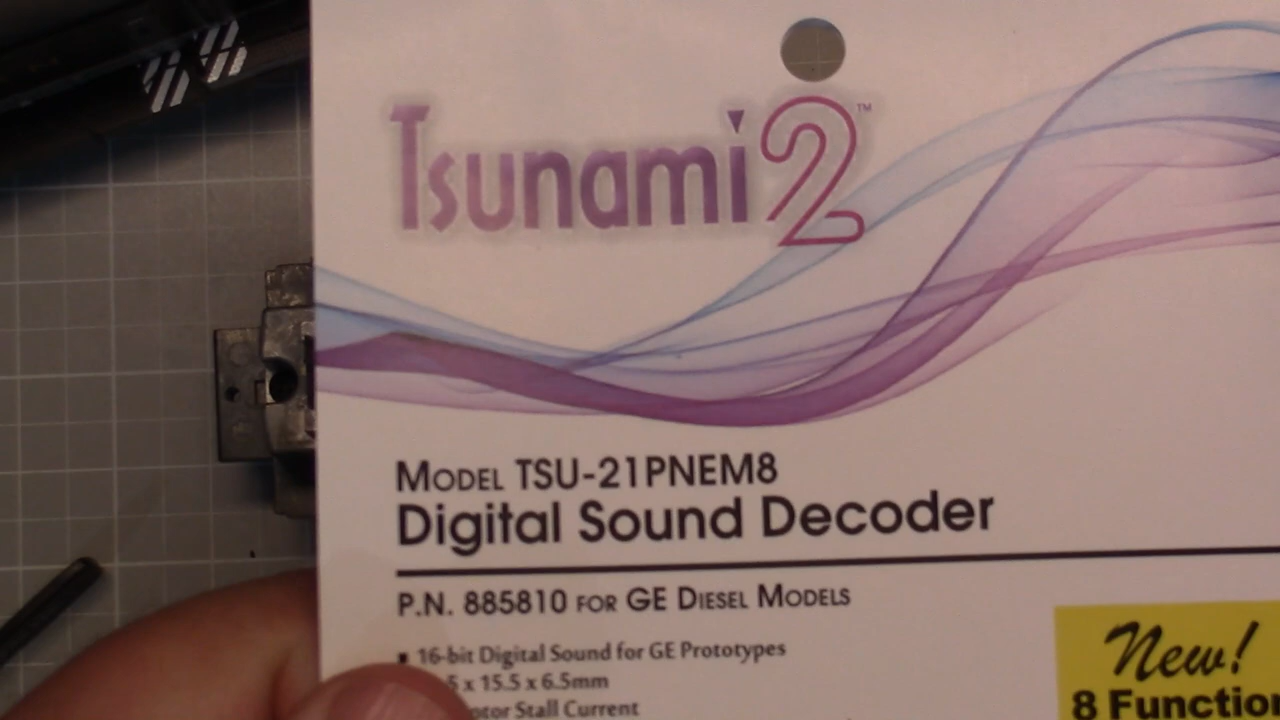 Tsunami2™
Model TSU-21PNEM8
Digital Sound Decoder
P.N. 885810 for GE Diesel Models
16-bit Digital Sound for GE Prototypes
x 15.5 x 6.5mm
Stall Current
New!
8